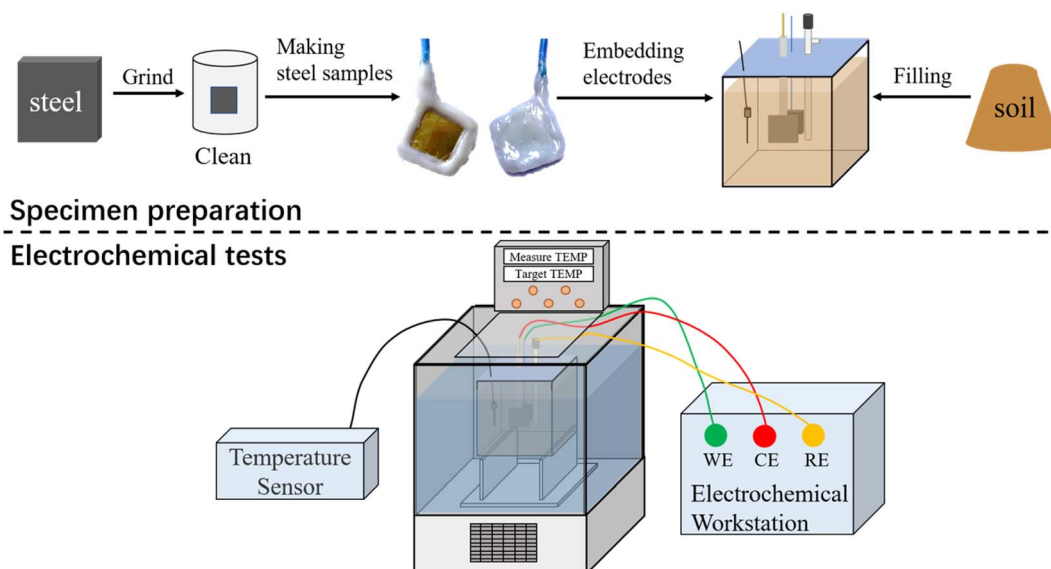 steel
Grind
Clean
Making
steel samples
Embedding
electrodes
Filling
soil
Specimen preparation
Electrochemical tests
Measure TEMP
Target TEMP
Temperature
Sensor
WE
CE
RE
Electrochemical
Workstation